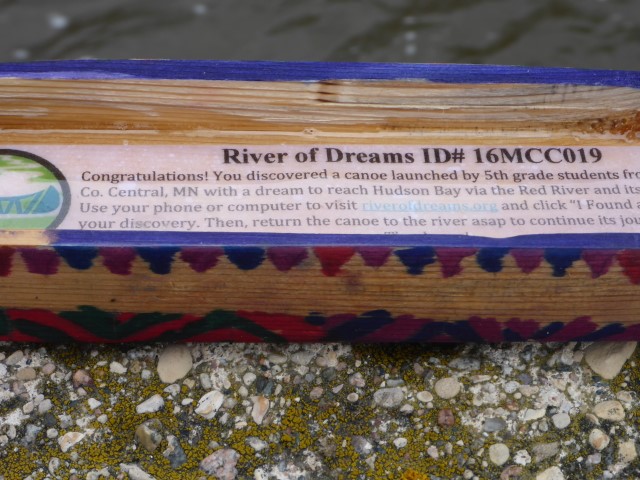 River of Dreams ID# 16MCC019
Congratulations! You discovered a canoe launched by 5th grade students fro
Co. Central, MN with a dream to reach Hudson Bay via the Red River and its
Use your phone or computer to visit riverofdreams.org and click "I Found a
your discovery. Then, return the canoe to the river asap to continue its jou